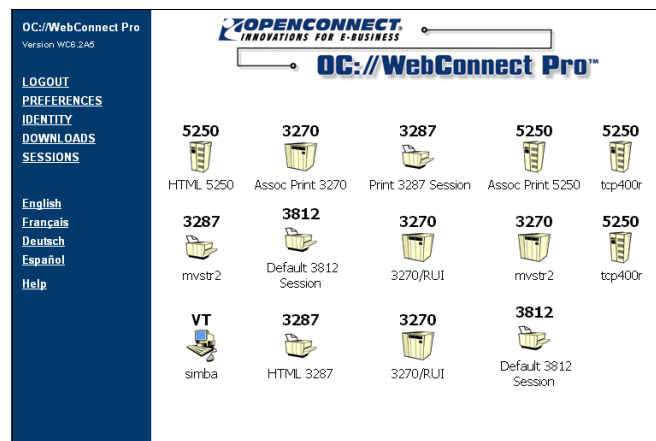 OC://WebConnect Pro
Version WC6.2A5
LOGOUT
PREFERENCES
IDENTITY
DOWNLOADS
SESSIONS
English
Français
Deutsch
Español
Help
OPENCONNECT.
INNOVATIONS FOR E-BUSINESS
OC://WebConnect Pro™
5250 3270 3287 5250 5250
HTML 5250 Assoc Print 3270 Print 3287 Session Assoc Print 5250 tcp400r
3287 3812 3270 3270 5250
mvstr2 Default 3812 Session 3270/RUI mvstr2 tcp400r
VT 3287 3270 3812
simba HTML 3287 3270/RUI Default 3812 Session